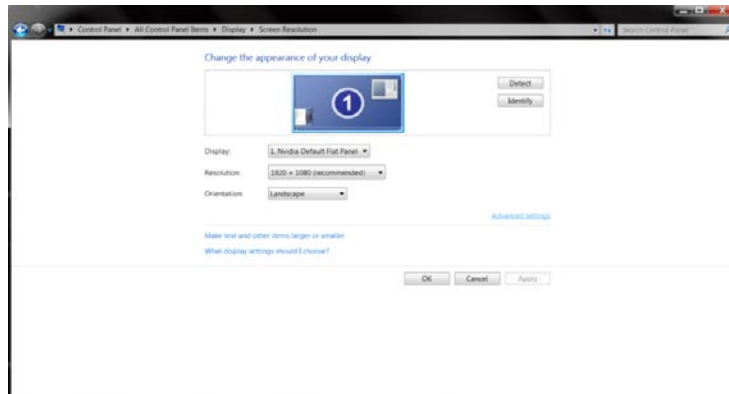 Control Panel ▸ All Control Panel Items ▸ Display ▸ Screen Resolution
Search Control Panel
Change the appearance of your display
1
Detect
Identify
Display:
1. Nvidia Default Flat Panel
Resolution:
1920 × 1080 (recommended)
Orientation:
Landscape
Advanced settings
Make text and other items larger or smaller
What display settings should I choose?
OK
Cancel
Apply